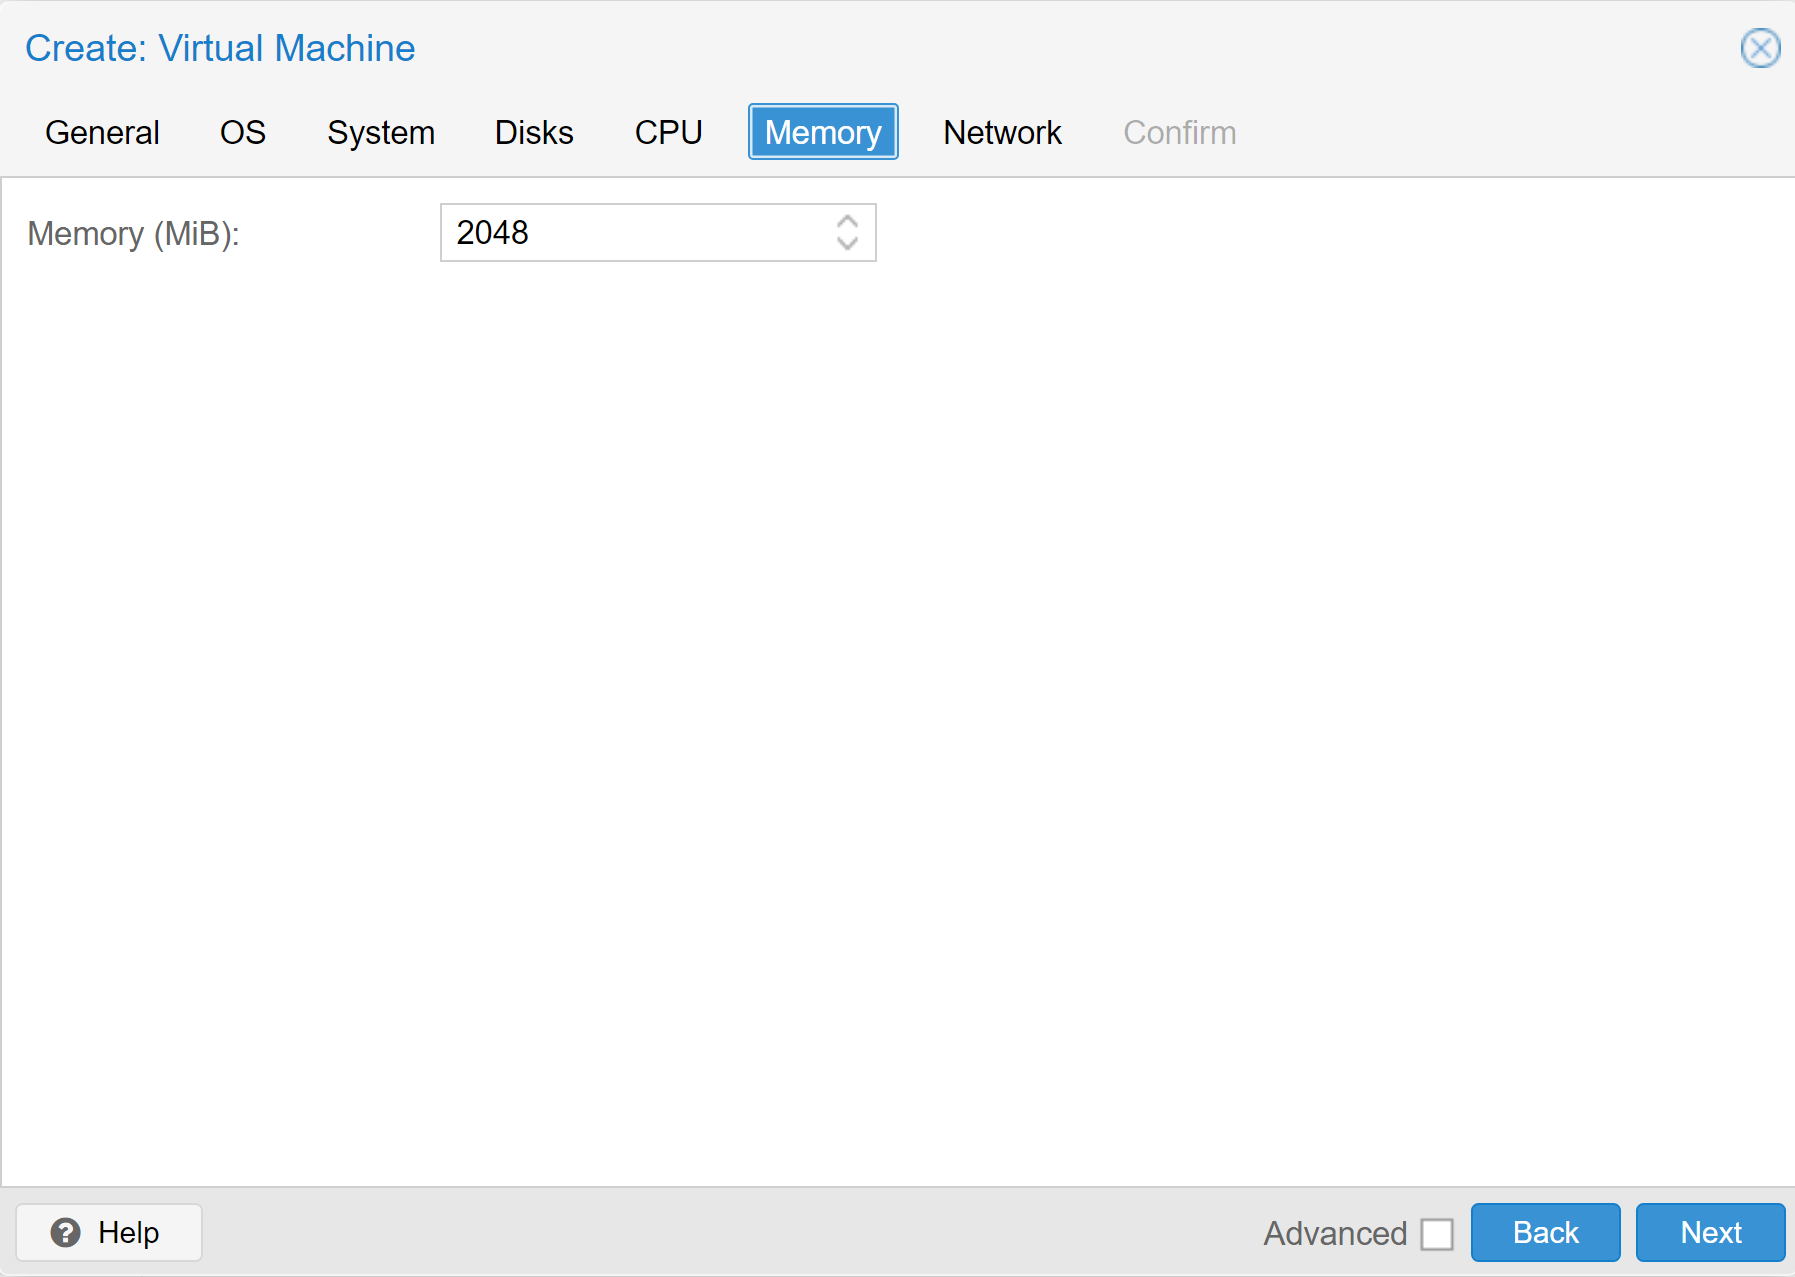 Create: Virtual Machine
General OS System Disks CPU Memory Network Confirm
Memory (MiB): 2048
Help Advanced Back Next